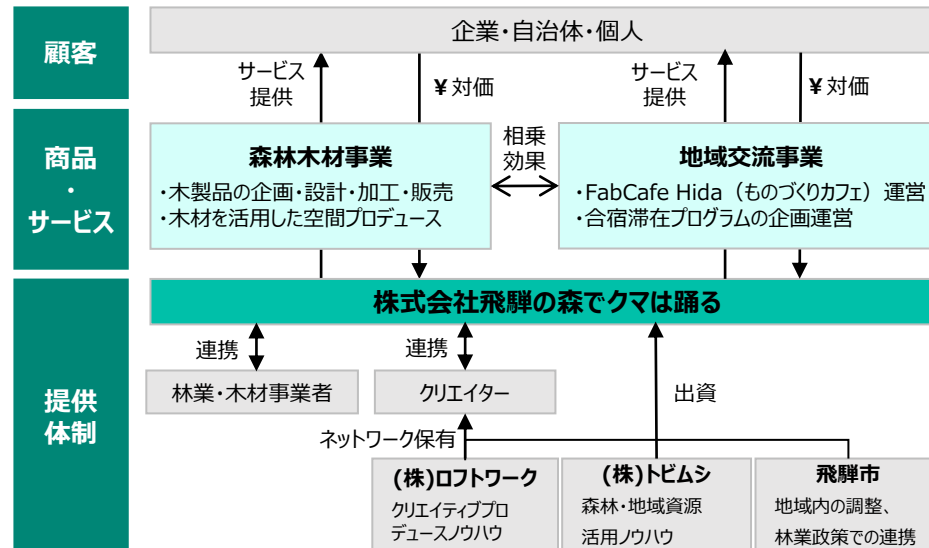 顧客
企業・自治体・個人
サービス
提供
¥ 対価
サービス
提供
¥ 対価
商品
・
サービス
森林木材事業
・木製品の企画・設計・加工・販売
・木材を活用した空間プロデュース
相乗
効果
地域交流事業
・FabCafe Hida（ものづくりカフェ）運営
・合宿滞在プログラムの企画運営
提供
体制
株式会社飛騨の森でクマは踊る
連携
連携
出資
林業・木材事業者
クリエイター
ネットワーク保有
(株)ロフトワーク
クリエイティブプロ
デュースノウハウ
(株)トビムシ
森林・地域資源
活用ノウハウ
飛騨市
地域内の調整、
林業政策での連携